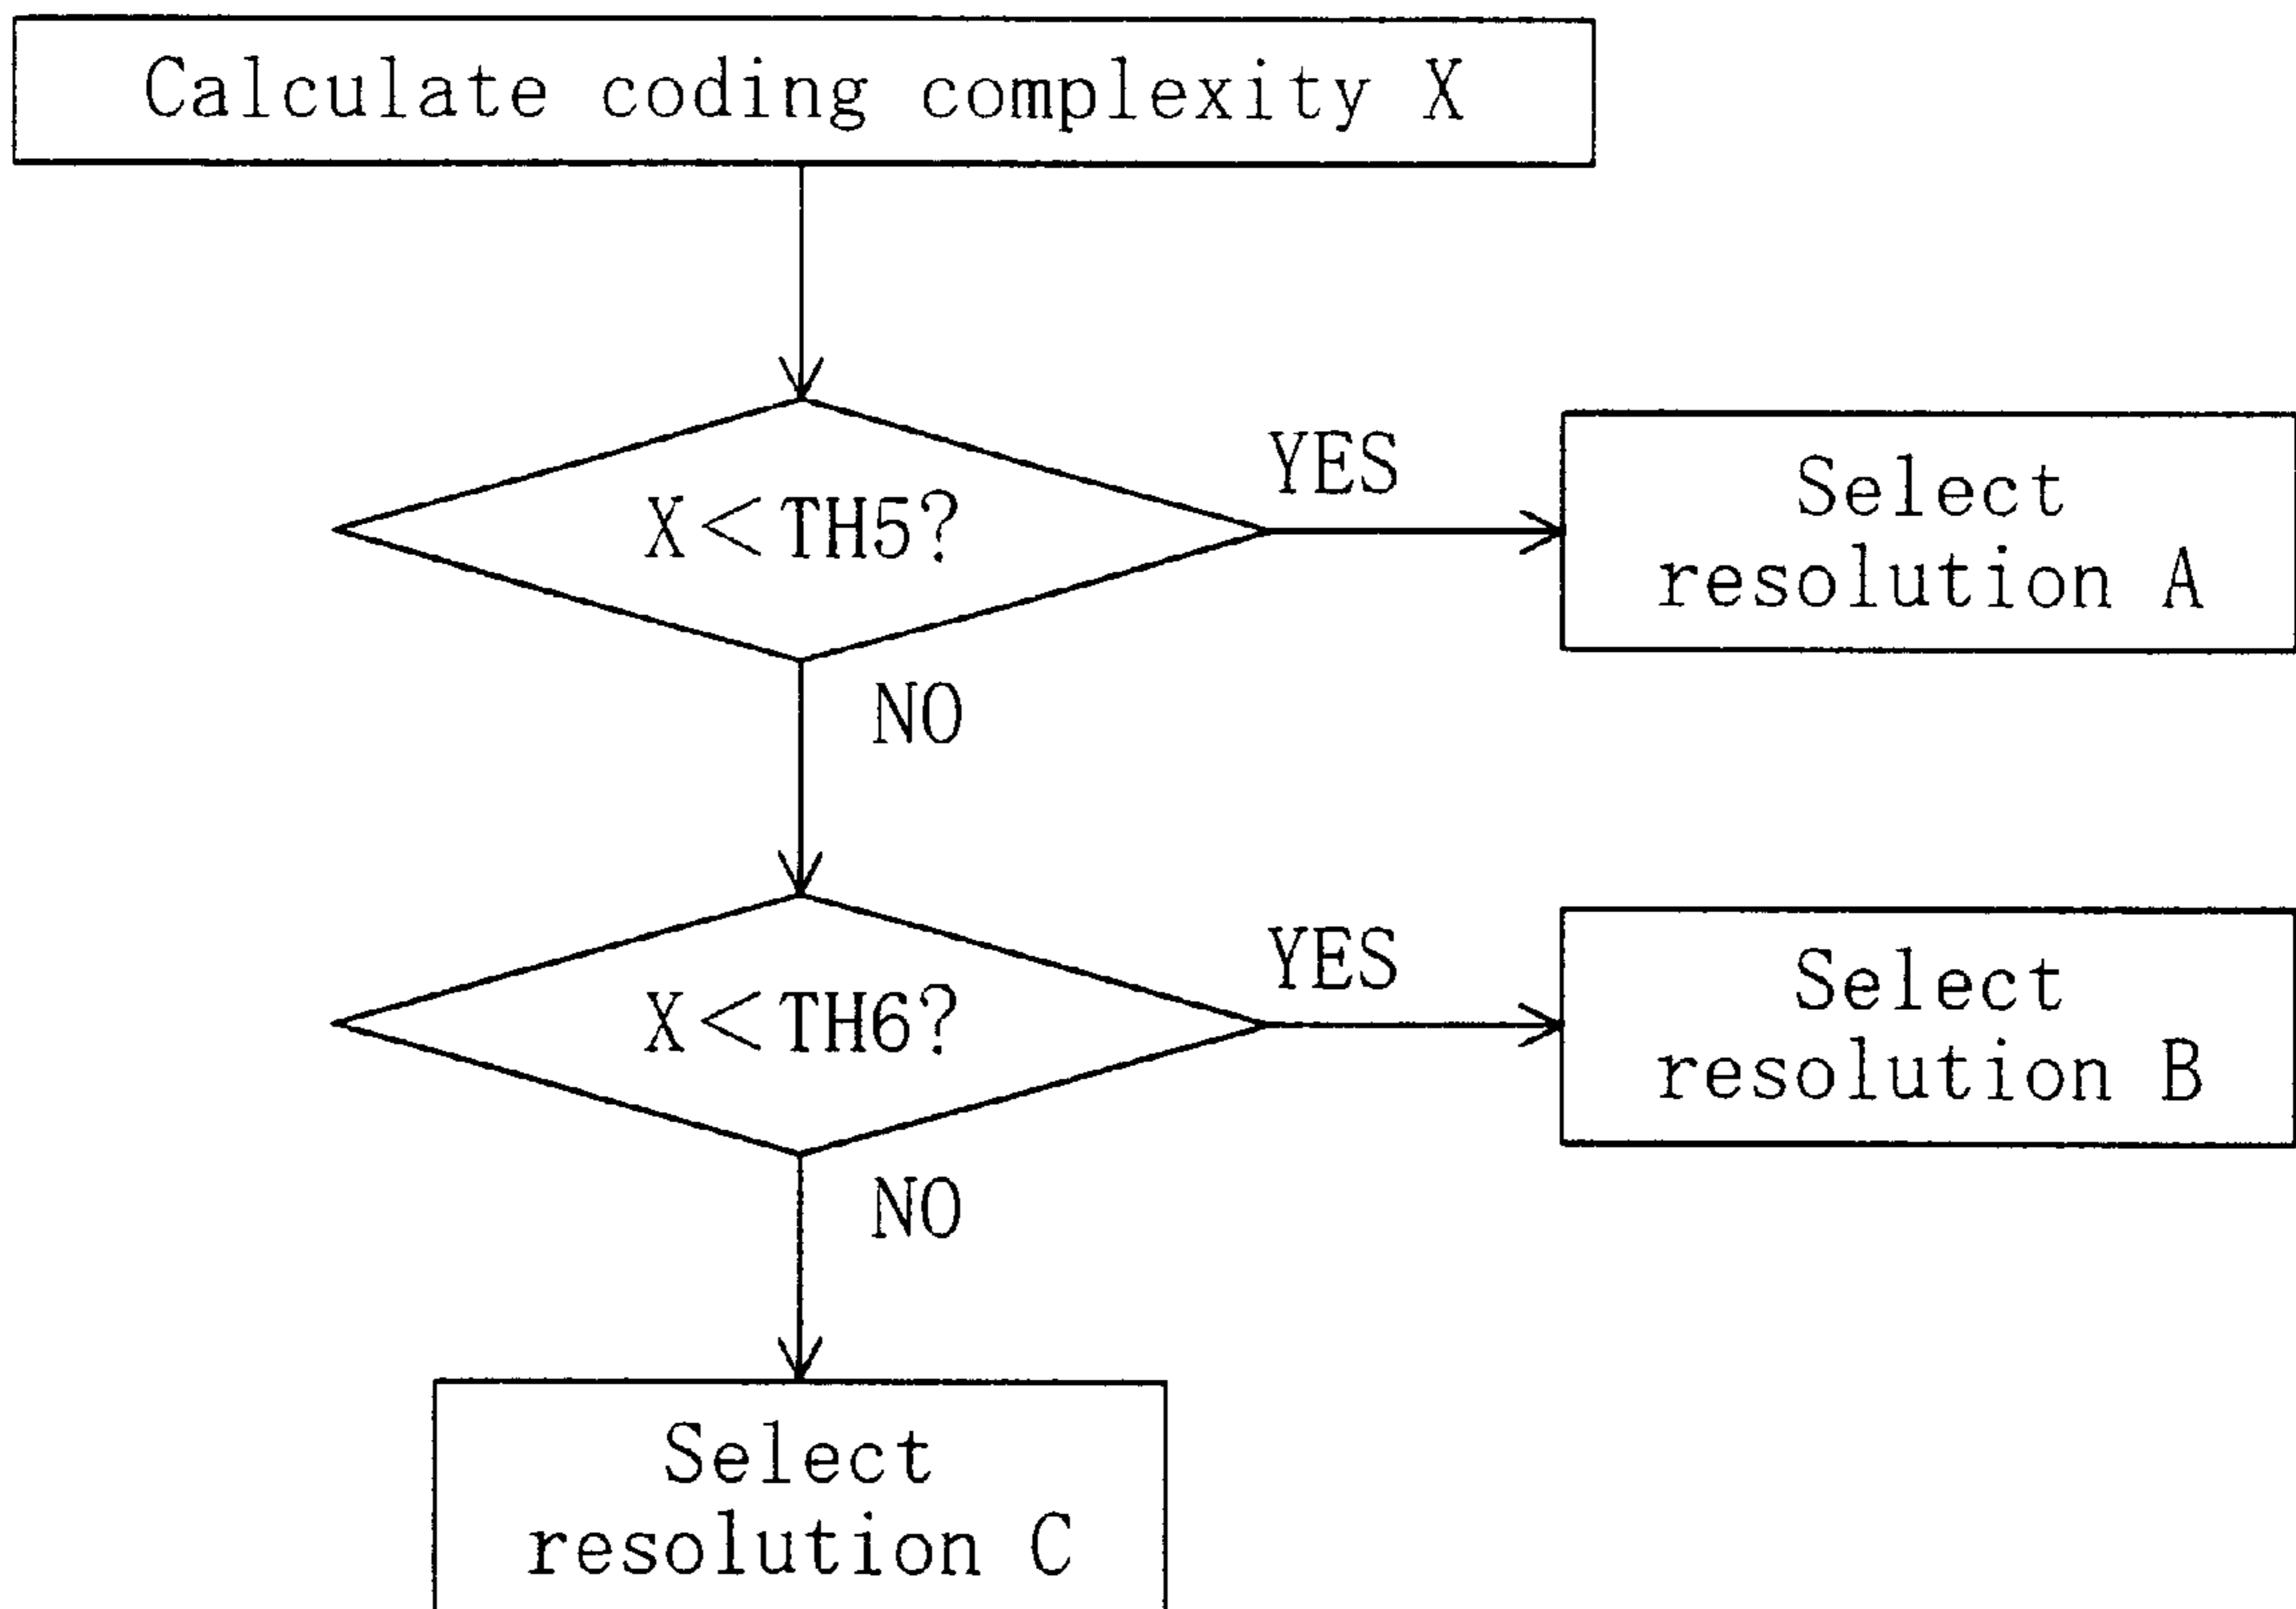 Calculate coding complexity X
X<TH5?
YES
Select
resolution A
NO
X<TH6?
YES
Select
resolution B
NO
Select
resolution C